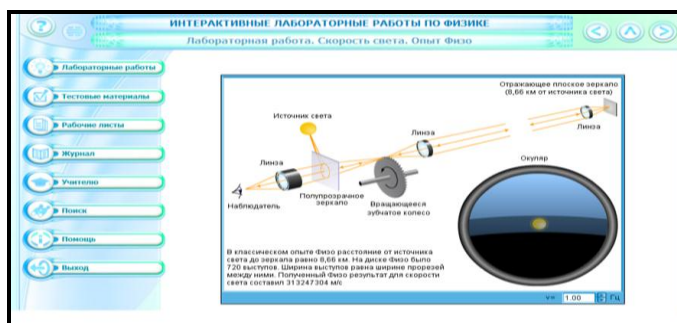 ИНТЕРАКТИВНЫЕ ЛАБОРАТОРНЫЕ РАБОТЫ ПО ФИЗИКЕ
Лабораторная работа. Скорость света. Опыт Физо
Лабораторные работы
Тестовые материалы
Рабочие листы
Журнал
Учителю
Поиск
Помощь
Выход
Отражающее плоское зеркало
(8,66 км от источника света)
Источник света
Линза
Линза
Линза
Окуляр
Наблюдатель
Полупрозрачное
зеркало
Вращающееся
зубчатое колесо
В классическом опыте Физо расстояние от источника
света до зеркала равно 8,66 км. На диске Физо было
720 выступов. Ширина выступов равна ширине прорезей
между ними. Полученный Физо результат для скорости
света составил 313247304 м/с
ν= 1.00 Гц